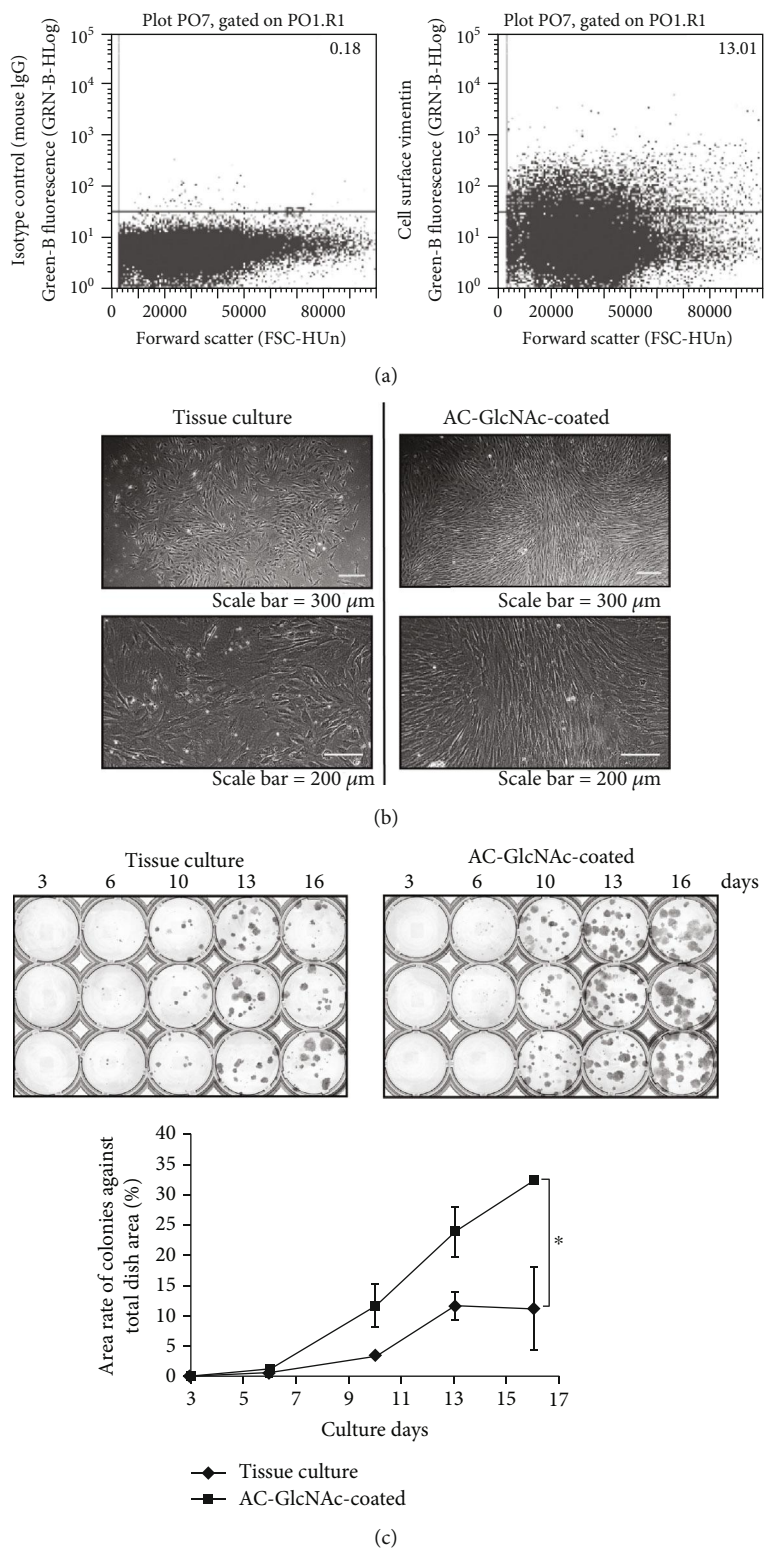 Plot PO7, gated on PO1.R1
Isotype control (mouse IgG)
Green-B fluorescence (GRN-B-HLog)
10⁵
10⁴
10³
10²
10¹
10⁰
0.18
R7
0 20000 50000 80000
Forward scatter (FSC-HUn)
Plot PO7, gated on PO1.R1
Cell surface vimentin
Green-B fluorescence (GRN-B-HLog)
10⁵
10⁴
10³
10²
10¹
10⁰
13.01
0 20000 50000 80000
Forward scatter (FSC-HUn)
(a)
Tissue culture
AC-GlcNAc-coated
Scale bar = 300 μm
Scale bar = 300 μm
Scale bar = 200 μm
Scale bar = 200 μm
(b)
Tissue culture
3 6 10 13 16
AC-GlcNAc-coated
3 6 10 13 16 days
Area rate of colonies against
total dish area (%)
40
35
30
25
20
15
10
5
0
*
3 5 7 9 11 13 15 17
Culture days
Tissue culture
AC-GlcNAc-coated
(c)